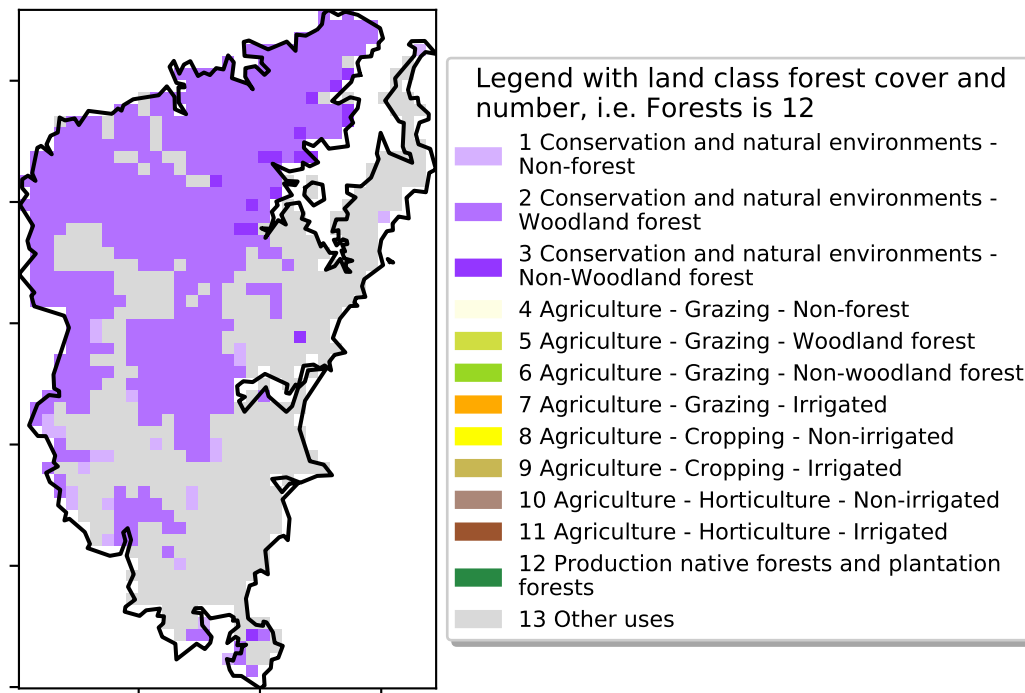 Legend with land class forest cover and
number, i.e. Forests is 12
1 Conservation and natural environments -
Non-forest
2 Conservation and natural environments -
Woodland forest
3 Conservation and natural environments -
Non-Woodland forest
4 Agriculture - Grazing - Non-forest
5 Agriculture - Grazing - Woodland forest
6 Agriculture - Grazing - Non-woodland forest
7 Agriculture - Grazing - Irrigated
8 Agriculture - Cropping - Non-irrigated
9 Agriculture - Cropping - Irrigated
10 Agriculture - Horticulture - Non-irrigated
11 Agriculture - Horticulture - Irrigated
12 Production native forests and plantation
forests
13 Other uses